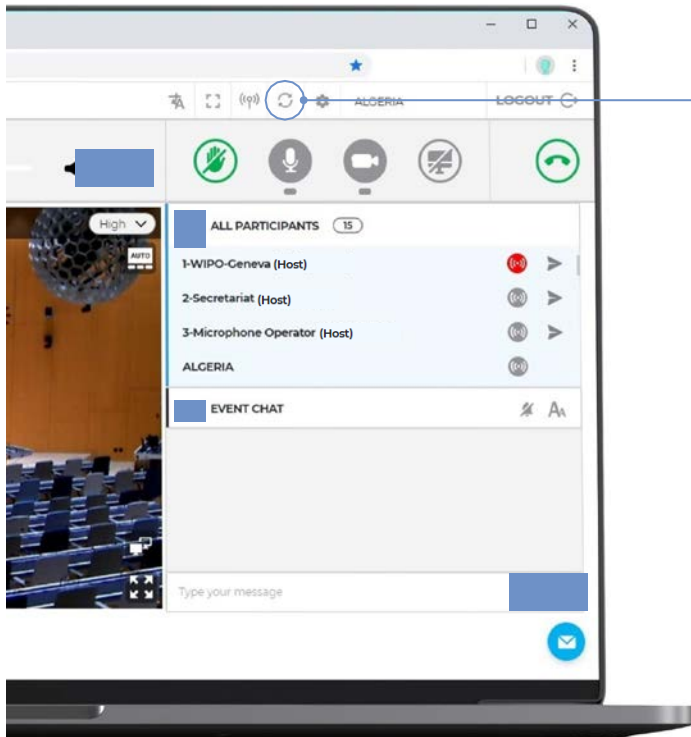 ALGERIA LOGOUT
High
AUTO
ALL PARTICIPANTS 15
1-WIPO-Geneva (Host)
2-Secretariat (Host)
3-Microphone Operator (Host)
ALGERIA
EVENT CHAT
AA
Type your message